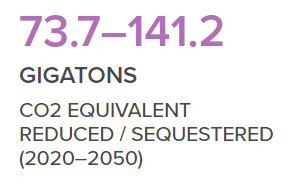 73.7–141.2
GIGATONS
CO2 EQUIVALENT
REDUCED / SEQUESTERED
(2020–2050)